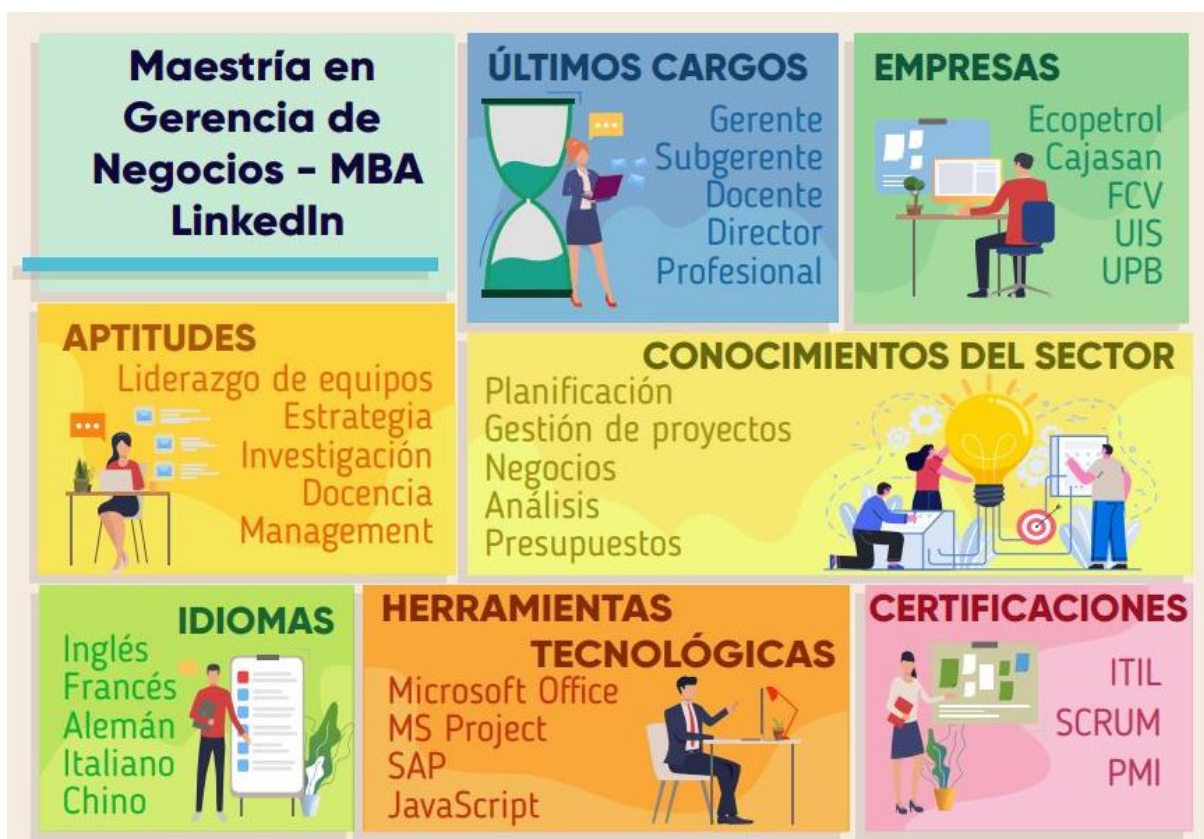 Maestría en
Gerencia de
Negocios - MBA
LinkedIn
ÚLTIMOS CARGOS
Gerente
Subgerente
Docente
Director
Profesional
EMPRESAS
Ecopetrol
Cajasan
FCV
UIS
UPB
APTITUDES
Liderazgo de equipos
Estrategia
Investigación
Docencia
Management
CONOCIMIENTOS DEL SECTOR
Planificación
Gestión de proyectos
Negocios
Análisis
Presupuestos
IDIOMAS
Inglés
Francés
Alemán
Italiano
Chino
HERRAMIENTAS
TECNOLÓGICAS
Microsoft Office
MS Project
SAP
JavaScript
CERTIFICACIONES
ITIL
SCRUM
PMI